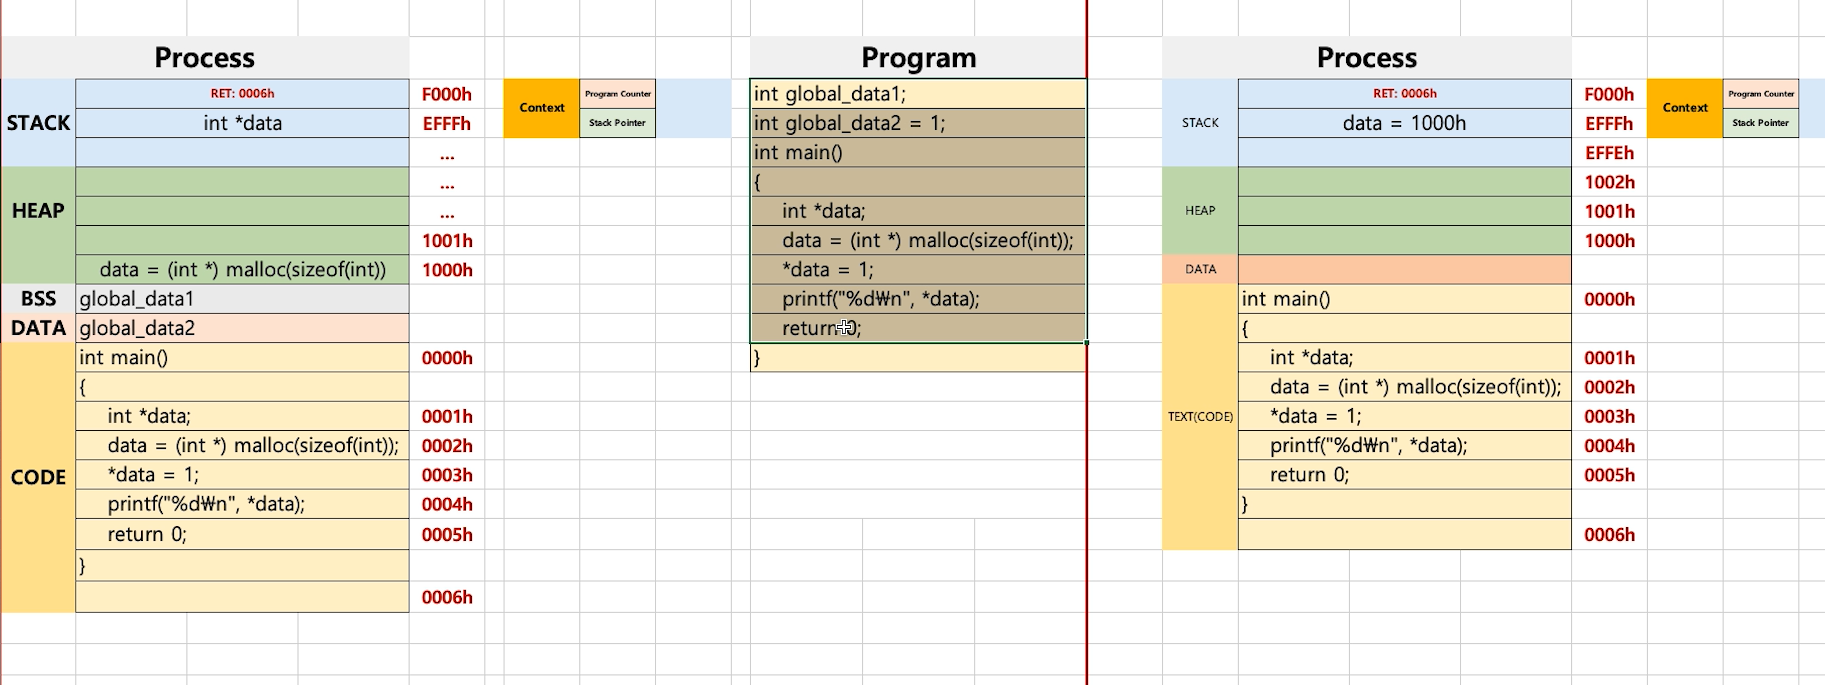 Process
STACK
RET: 0006h
F000h
int *data
EFFFh
...
HEAP
...
...
1001h
data = (int *) malloc(sizeof(int))
1000h
BSS
global_data1
DATA
global_data2
CODE
int main()
0000h
{
int *data;
0001h
data = (int *) malloc(sizeof(int));
0002h
*data = 1;
0003h
printf("%d₩n", *data);
0004h
return 0;
0005h
}
0006h
Context
Program Counter
Stack Pointer
Program
int global_data1;
int global_data2 = 1;
int main()
{
int *data;
data = (int *) malloc(sizeof(int));
*data = 1;
printf("%d₩n", *data);
return 0;
}
Process
STACK
RET: 0006h
F000h
data = 1000h
EFFFh
EFFEh
HEAP
1002h
1001h
1000h
DATA
TEXT(CODE)
int main()
0000h
{
int *data;
0001h
data = (int *) malloc(sizeof(int));
0002h
*data = 1;
0003h
printf("%d₩n", *data);
0004h
return 0;
0005h
}
0006h
Context
Program Counter
Stack Pointer